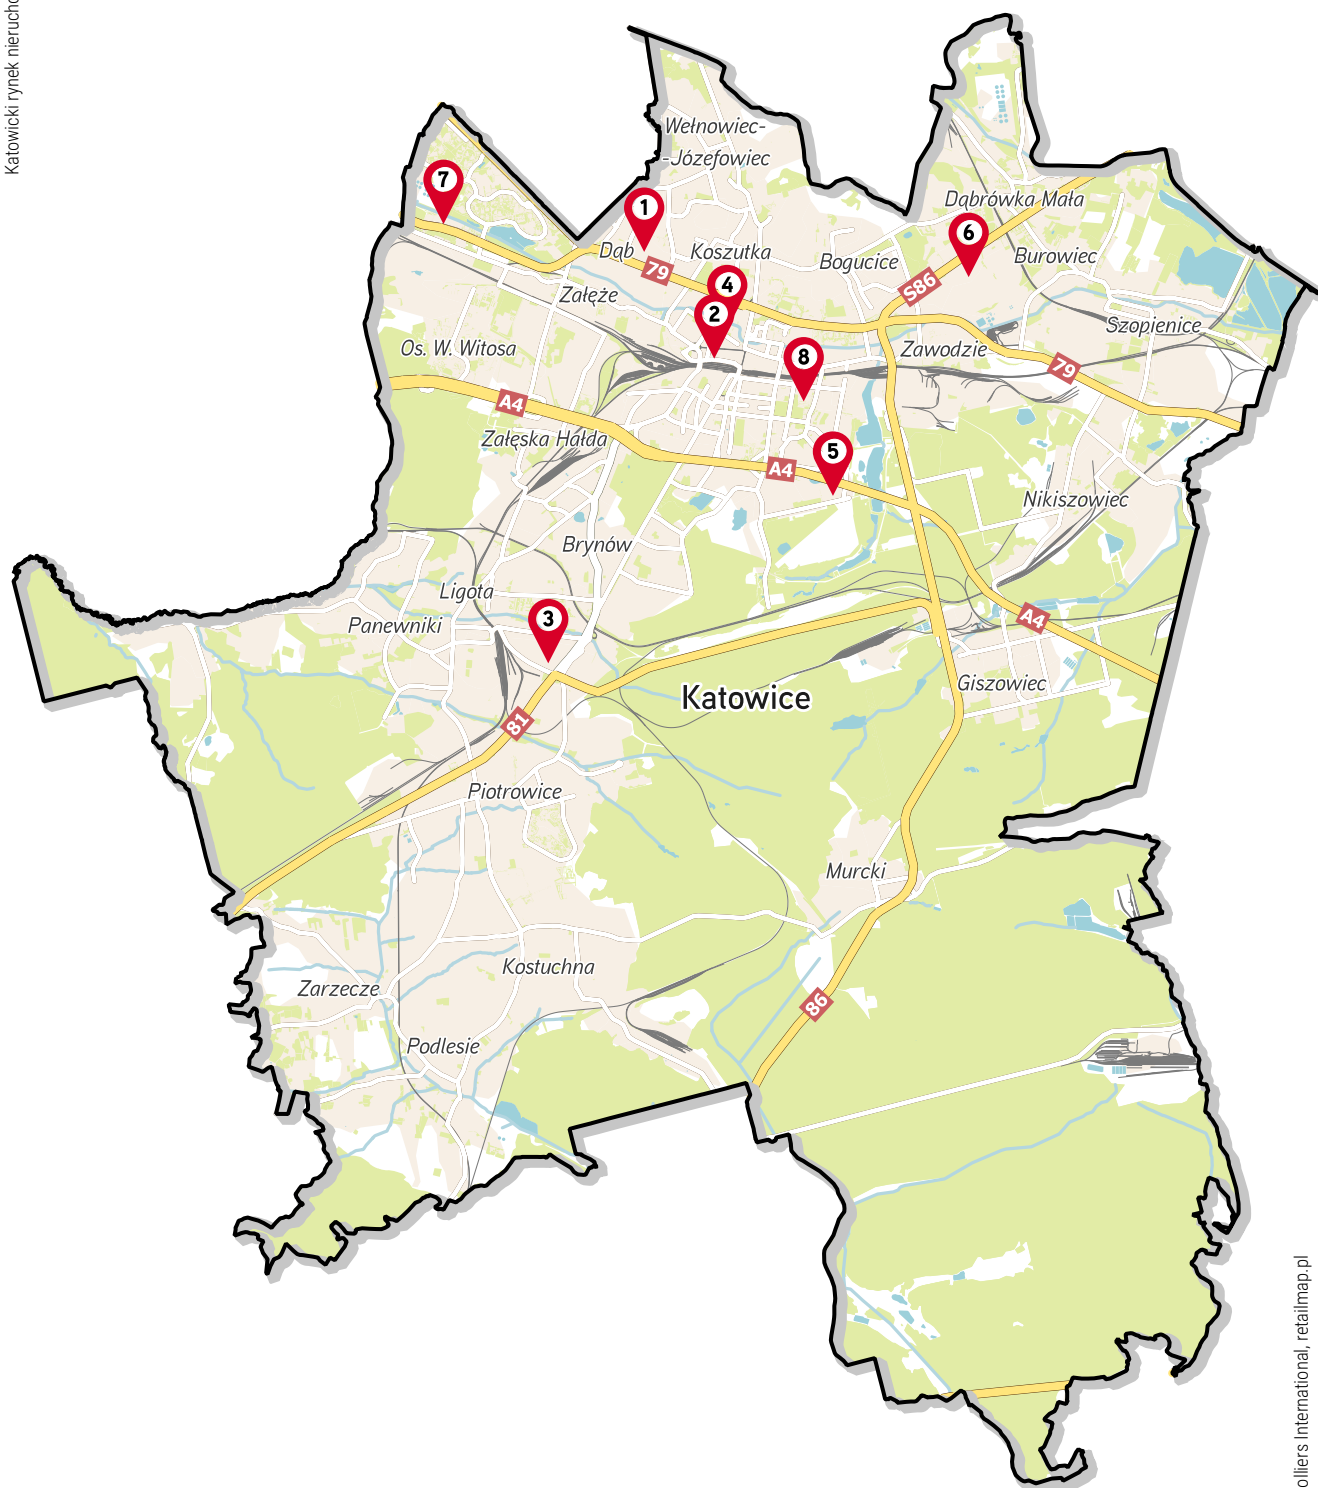 Katowicki rynek
Wełnowiec-
-Józefowiec
7
1
Dąbrówka Mała
6
Dąb
79
Koszutka
Bogucice
Burowiec
4
S86
Załęże
2
Szopienice
Os. W. Witosa
8
Zawodzie
79
A4
Załęska Hałda
5
A4
Nikiszowiec
Brynów
Ligota
3
Panewniki
A4
Giszowiec
Katowice
81
Piotrowice
Murcki
Kostuchna
Zarzecze
86
Podlesie
International, retailmap.pl